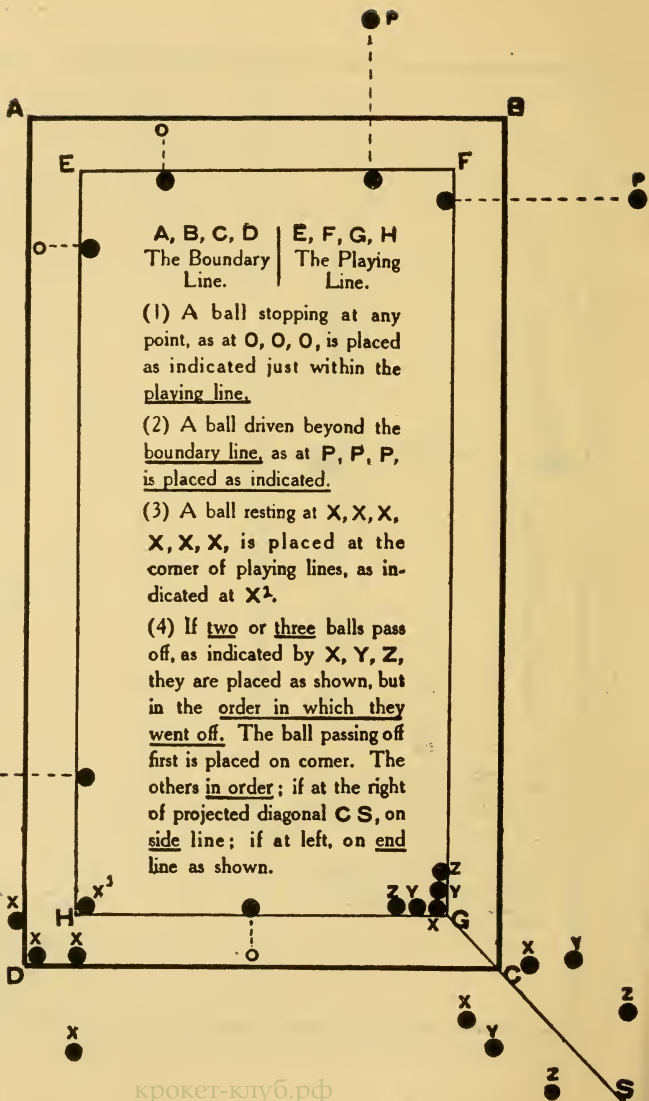 P
A
B
O
E
F
P
A, B, C, D
The Boundary
Line.
E, F, G, H
The Playing
Line.
O
(1) A ball stopping at any
point, as at O, O, O, is placed
as indicated just within the
playing line.
(2) A ball driven beyond the
boundary line, as at P, P, P,
is placed as indicated.
(3) A ball resting at X, X, X,
X, X, X, is placed at the
corner of playing lines, as in-
dicated at X¹.
(4) If two or three balls pass
off, as indicated by X, Y, Z,
they are placed as shown, but
in the order in which they
went off. The ball passing off
first is placed on corner. The
others in order; if at the right
of projected diagonal C S, on
side line; if at left, on end
line as shown.
Z
X¹
Z Y
Y
X
H
X
G
X X
O
D
C
X Y
X
Z
X
Y
Z
S
крокет-клуб.рф